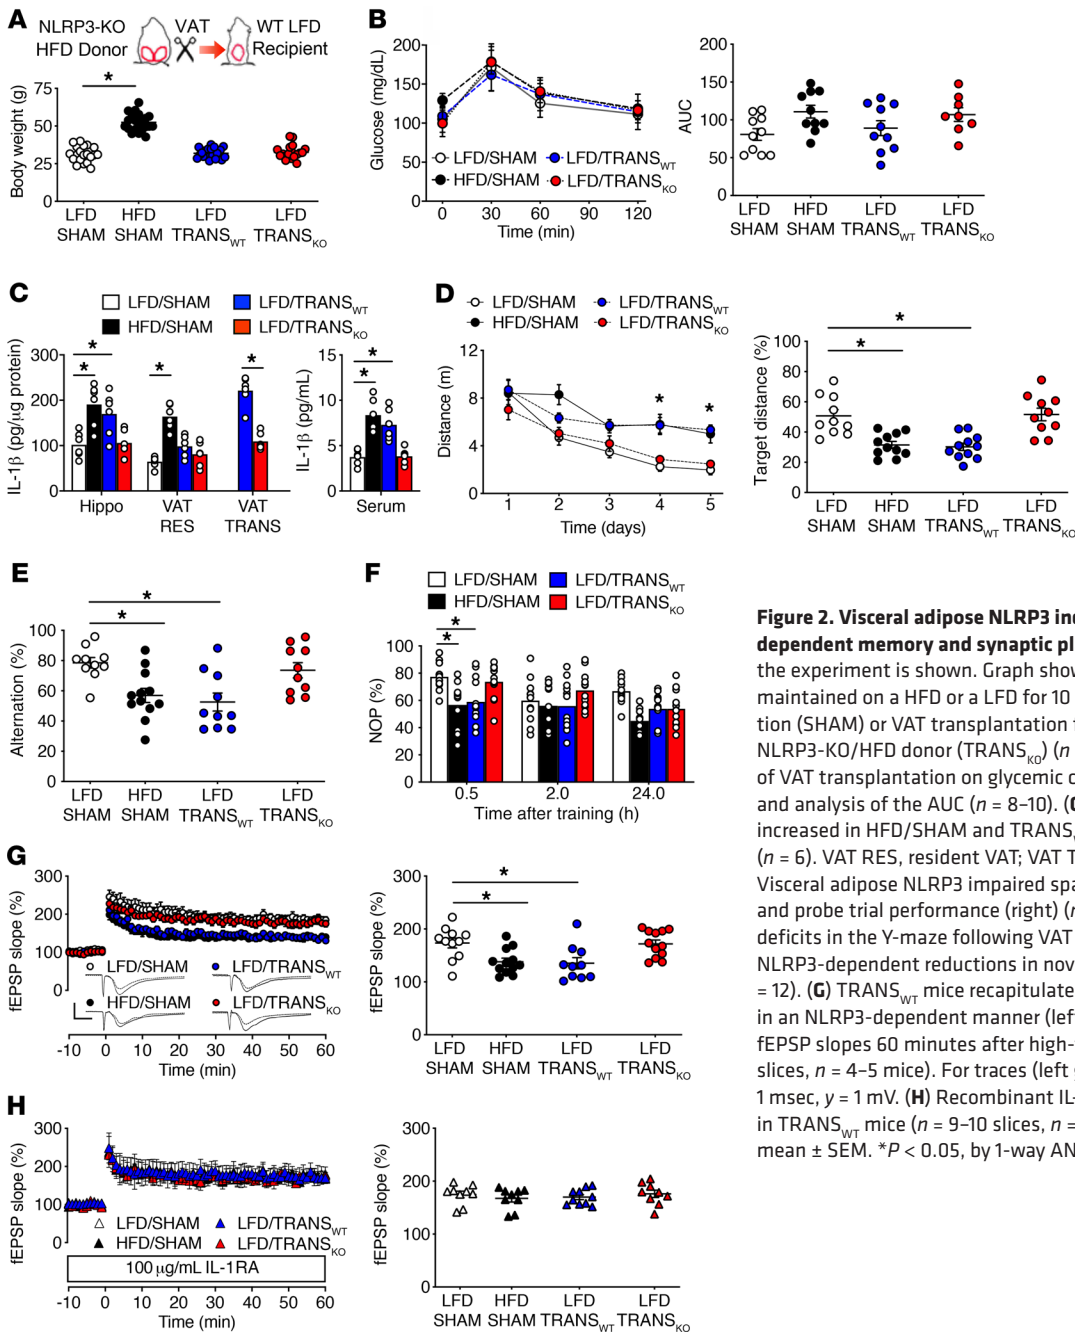 A
NLRP3-KO
HFD Donor
VAT
WT LFD
Recipient
Body weight (g)
75
50
25
0
*
LFD
SHAM
HFD
SHAM
LFD
TRANSWT
LFD
TRANSKO
B
Glucose (mg/dL)
200
150
100
50
0
LFD/SHAM
HFD/SHAM
LFD/TRANSWT
LFD/TRANSKO
0 30 60 90 120
Time (min)
AUC
200
150
100
50
0
LFD
SHAM
HFD
SHAM
LFD
TRANSWT
LFD
TRANSKO
C
LFD/SHAM
HFD/SHAM
LFD/TRANSWT
LFD/TRANSKO
IL-1β (pg/μg protein)
300
200
100
0
* * * *
Hippo
VAT
RES
VAT
TRANS
IL-1β (pg/mL)
15
10
5
0
* *
Serum
D
LFD/SHAM
HFD/SHAM
LFD/TRANSWT
LFD/TRANSKO
Distance (m)
12
8
4
0
* *
1 2 3 4 5
Time (days)
Target distance (%)
100
80
60
40
20
0
*
*
LFD
SHAM
HFD
SHAM
LFD
TRANSWT
LFD
TRANSKO
E
Alternation (%)
100
80
60
40
20
0
*
*
LFD
SHAM
HFD
SHAM
LFD
TRANSWT
LFD
TRANSKO
F
LFD/SHAM
HFD/SHAM
LFD/TRANSWT
LFD/TRANSKO
NOP (%)
100
80
60
40
20
0
*
*
0.5 2.0 24.0
Time after training (h)
G
fEPSP slope (%)
300
200
100
0
LFD/SHAM
HFD/SHAM
LFD/TRANSWT
LFD/TRANSKO
-10 0 10 20 30 40 50 60
Time (min)
fEPSP slope (%)
300
200
100
0
*
*
LFD
SHAM
HFD
SHAM
LFD
TRANSWT
LFD
TRANSKO
H
fEPSP slope (%)
300
200
100
0
LFD/SHAM
HFD/SHAM
LFD/TRANSWT
LFD/TRANSKO
100 μg/mL IL-1RA
-10 0 10 20 30 40 50 60
Time (min)
fEPSP slope (%)
300
200
100
0
LFD
SHAM
HFD
SHAM
LFD
TRANSWT
LFD
TRANSKO
Figure 2. Visceral adipose NLRP3
dependent memory and synaptic
the experiment is shown. Graph
maintained on a HFD or a LFD for 10
tion (SHAM) or VAT transplantation
NLRP3-KO/HFD donor (TRANSKO) (n
of VAT transplantation on glycemic
and analysis of the AUC (n = 8–10).
increased in HFD/SHAM and TRANS
(n = 6). VAT RES, resident VAT; VAT
Visceral adipose NLRP3 impaired
and probe trial performance (right)
deficits in the Y-maze following VAT
NLRP3-dependent reductions in
= 12). (G) TRANSWT mice
in an NLRP3-dependent manner
fEPSP slopes 60 minutes after
slices, n = 4–5 mice). For traces
1 msec, y = 1 mV. (H) Recombinant
in TRANSWT mice (n = 9–10 slices, n =
mean ± SEM. *P < 0.05, by 1-way